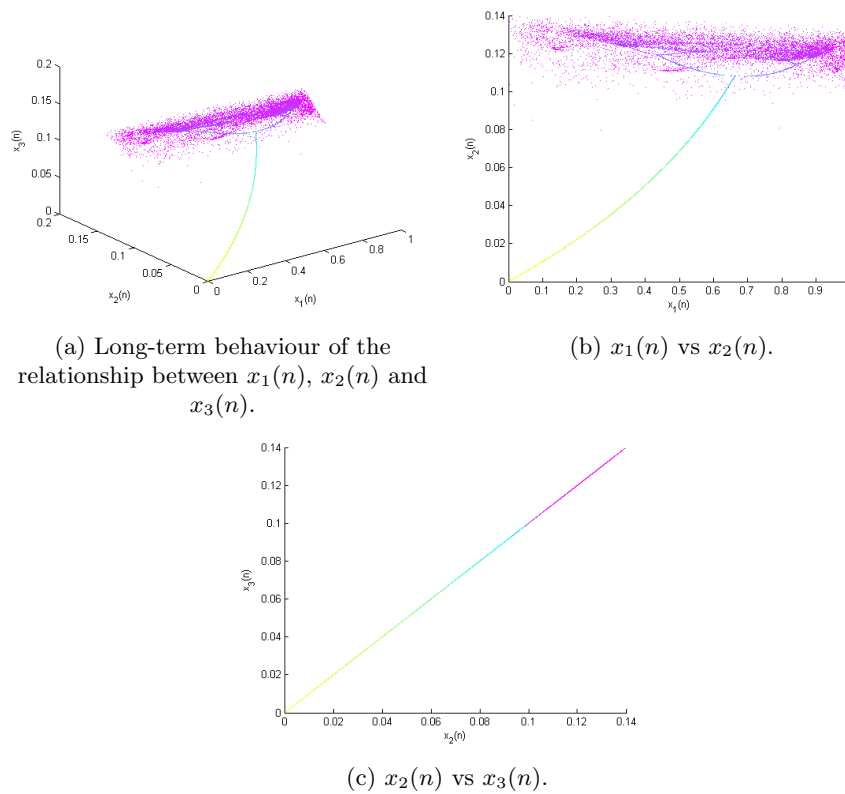 0.2
0.15
0.1
0.05
0
0.2
0.15
0.1
0.05
0
0
0.2
0.4
0.6
0.8
1
x3(n)
x2(n)
x1(n)
(a) Long-term behaviour of the
relationship between x1(n), x2(n) and
x3(n).
0.14
0.12
0.1
0.08
0.06
0.04
0.02
0
0 0.1 0.2 0.3 0.4 0.5 0.6 0.7 0.8 0.9
x2(n)
x1(n)
(b) x1(n) vs x2(n).
0.14
0.12
0.1
0.08
0.06
0.04
0.02
0
0 0.02 0.04 0.06 0.08 0.1 0.12 0.14
x3(n)
x2(n)
(c) x2(n) vs x3(n).